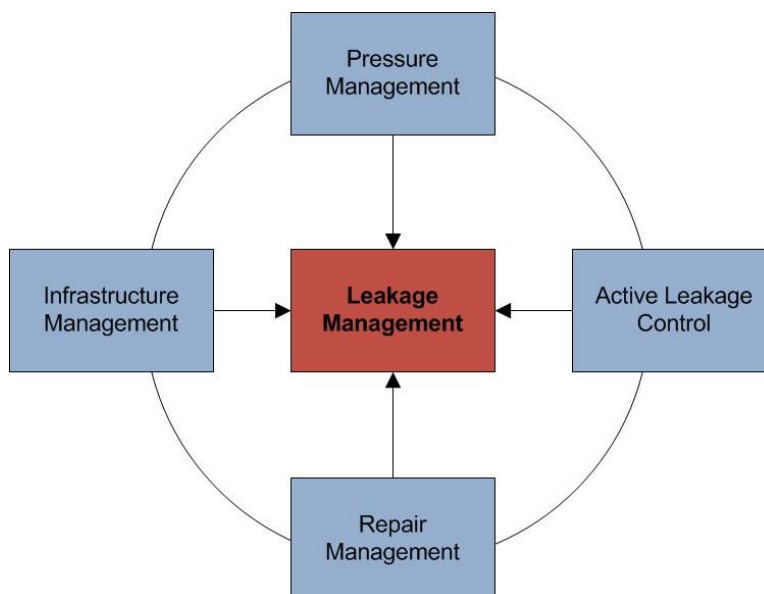 Pressure
Management
Infrastructure
Management
Leakage
Management
Active Leakage
Control
Repair
Management